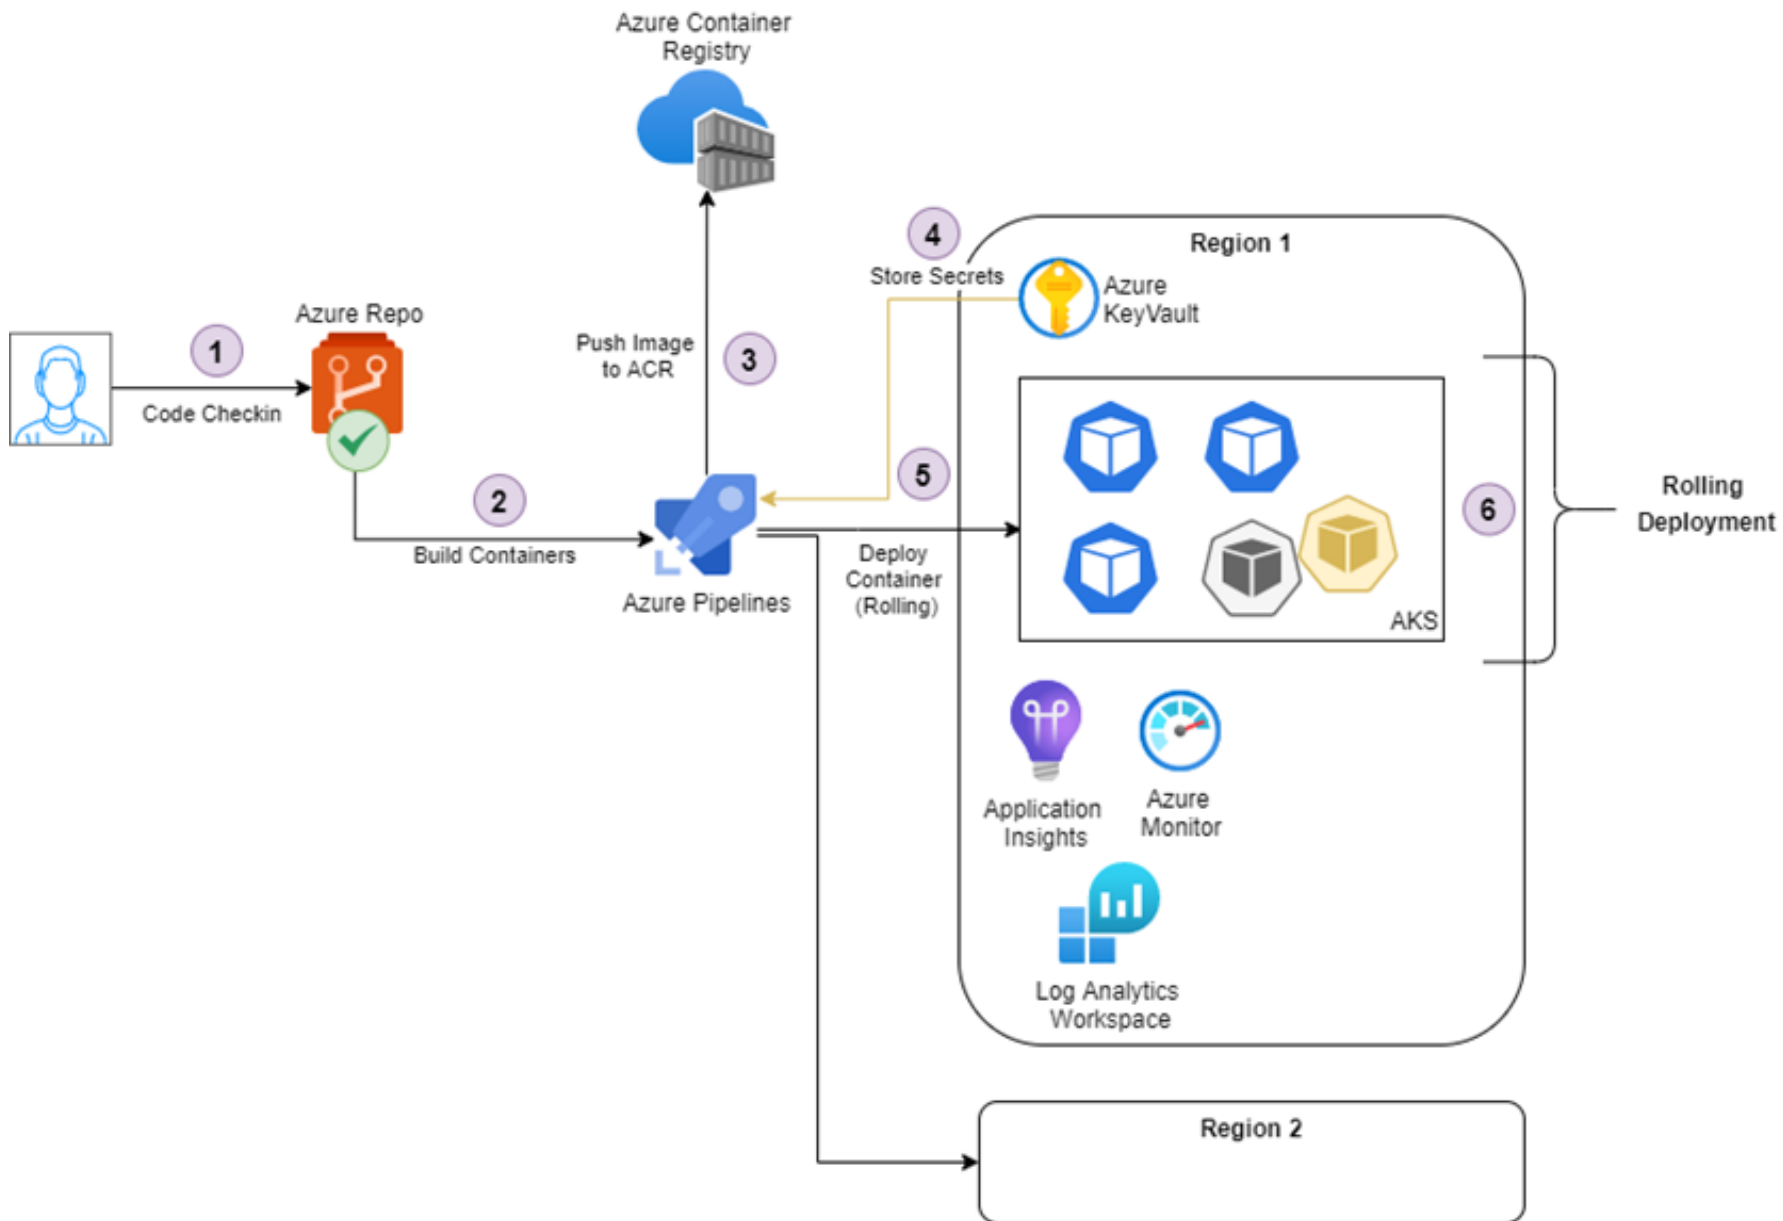 Azure Container
Registry
4
Region 1
Store Secrets
Azure
KeyVault
Azure Repo
1
Push Image
to ACR
3
Code Checkin
5
2
6
Rolling
Deployment
Build Containers
Deploy
Container
(Rolling)
Azure Pipelines
AKS
Application
Insights
Azure
Monitor
Log Analytics
Workspace
Region 2